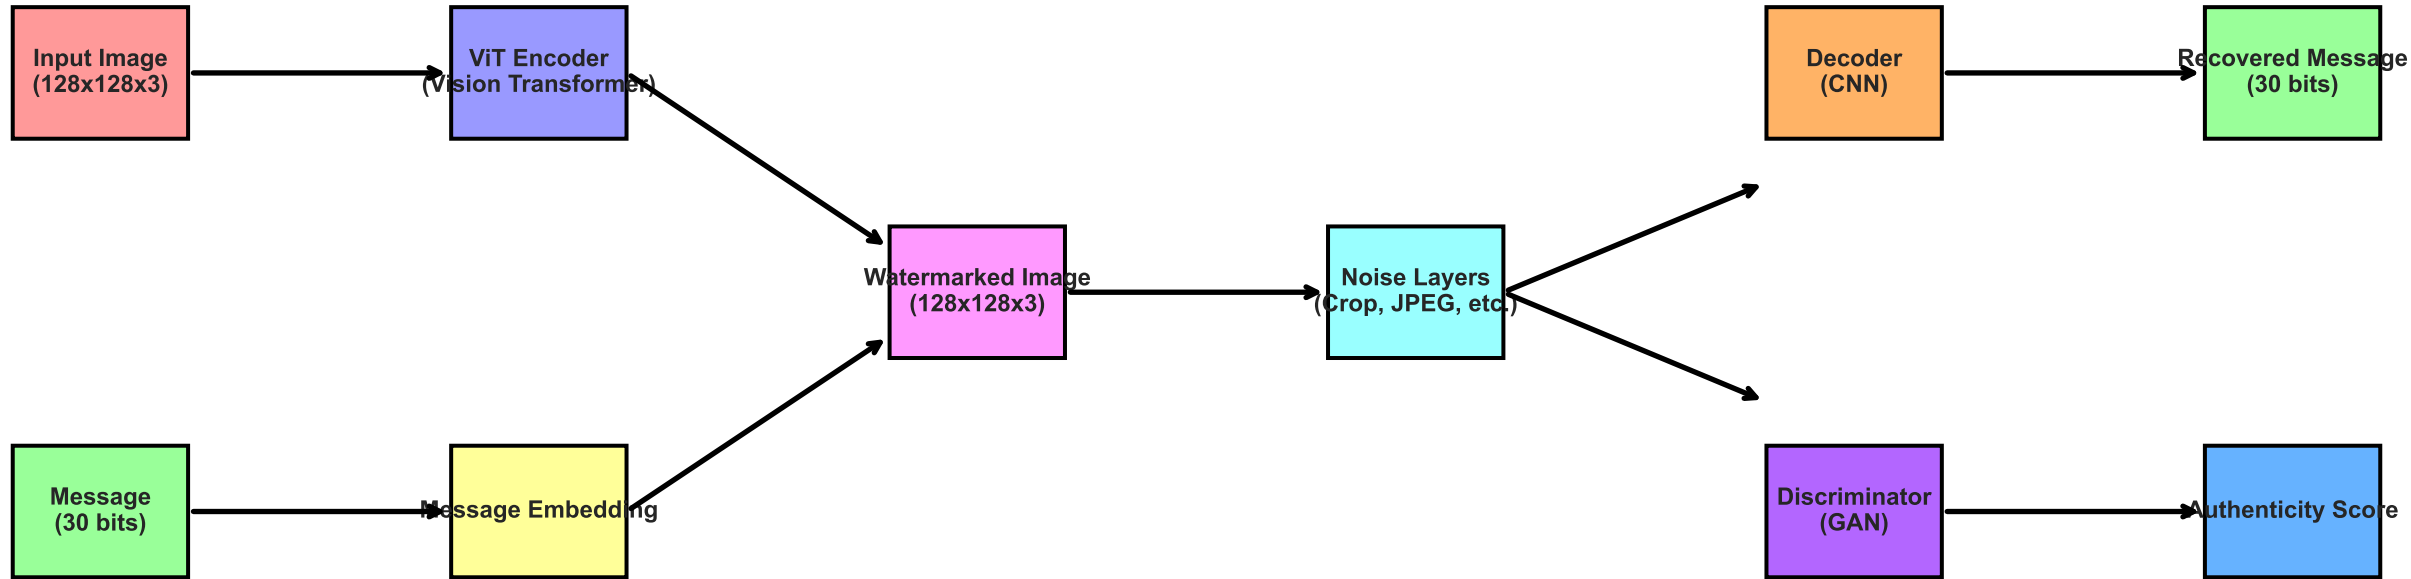 Input Image
(128x128x3)
ViT Encoder
(Vision Transformer)
Decoder
(CNN)
Recovered Message
(30 bits)
Watermarked Image
(128x128x3)
Noise Layers
(Crop, JPEG, etc.)
Message
(30 bits)
Message Embedding
Discriminator
(GAN)
Authenticity Score